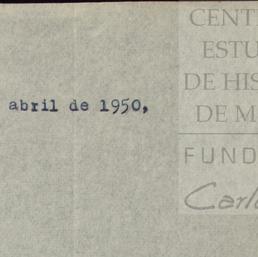 CENT
ESTU
DE HIS
DE M
abril de 1950,
FUND
Carl